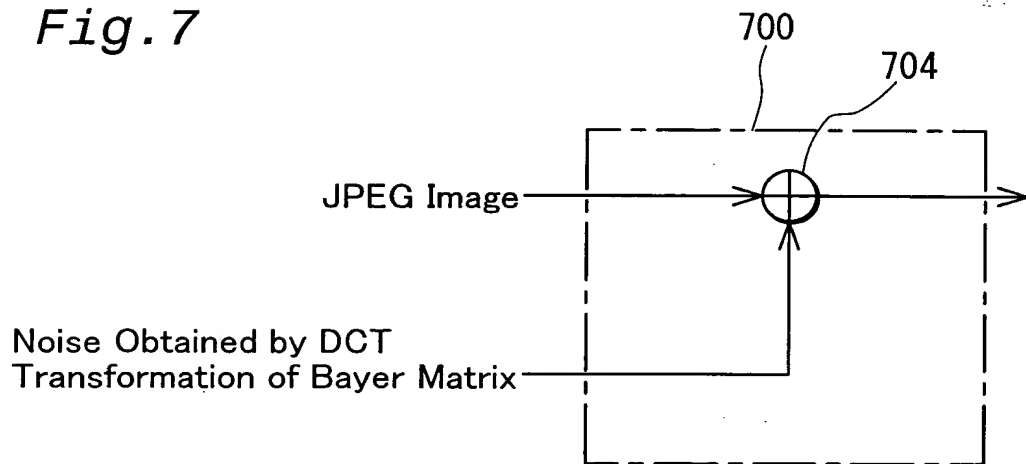 Fig. 7
700
704
JPEG Image
Noise Obtained by DCT
Transformation of Bayer Matrix